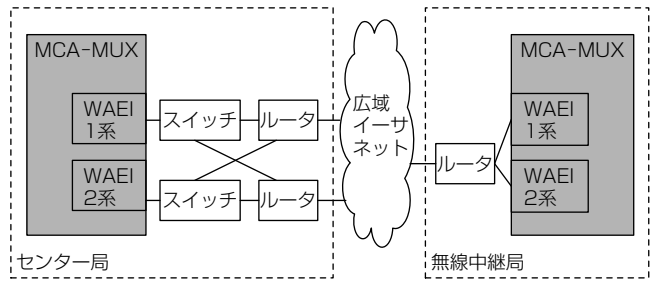 MCA-MUX
WAEI
1系
スイッチ
ルータ
WAEI
2系
スイッチ
ルータ
センター局
広域
イーサ
ネット
ルータ
MCA-MUX
WAEI
1系
WAEI
2系
無線中継局